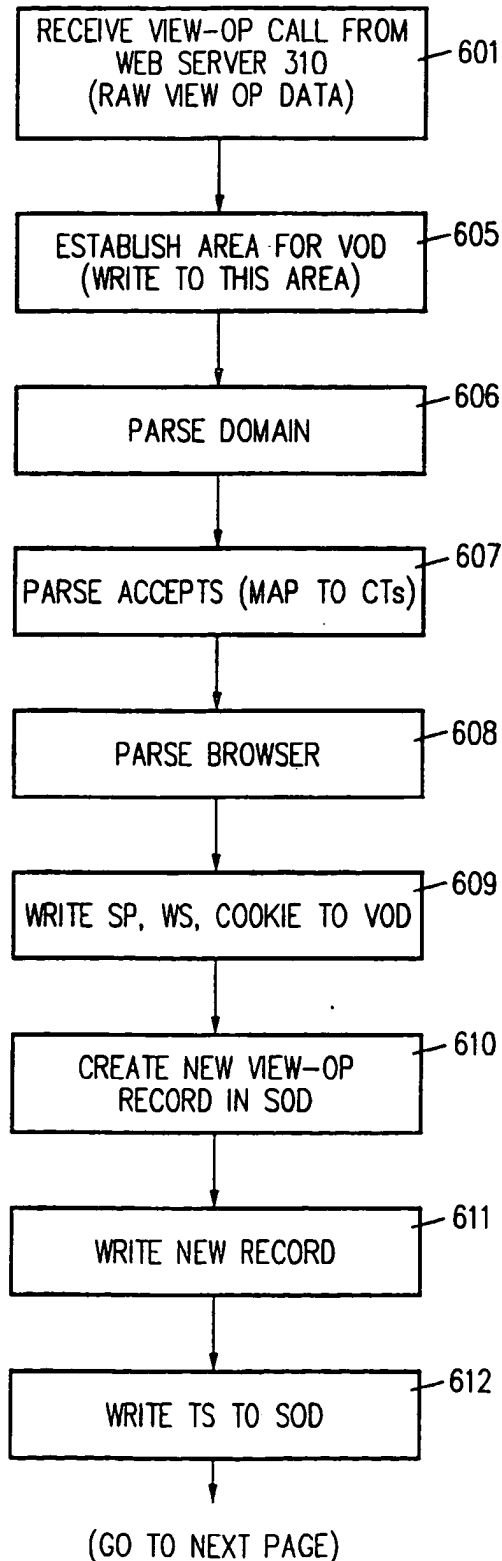 RECEIVE VIEW-OP CALL FROM
WEB SERVER 310
(RAW VIEW OP DATA)
601
ESTABLISH AREA FOR VOD
(WRITE TO THIS AREA)
605
PARSE DOMAIN
606
PARSE ACCEPTS (MAP TO CTs)
607
PARSE BROWSER
608
WRITE SP, WS, COOKIE TO VOD
609
CREATE NEW VIEW-OP
RECORD IN SOD
610
WRITE NEW RECORD
611
WRITE TS TO SOD
612
(GO TO NEXT PAGE)